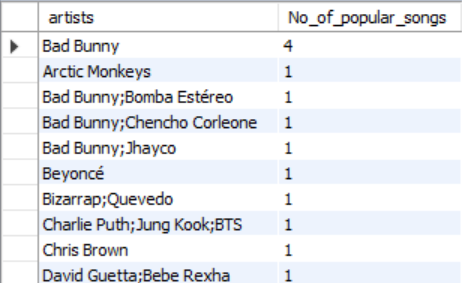 artists No_of_popular_songs
Bad Bunny 4
Arctic Monkeys 1
Bad Bunny;Bomba Estéreo 1
Bad Bunny;Chencho Corleone 1
Bad Bunny;Jhayco 1
Beyoncé 1
Bizarrap;Quevedo 1
Charlie Puth;Jung Kook;BTS 1
Chris Brown 1
David Guetta;Bebe Rexha 1